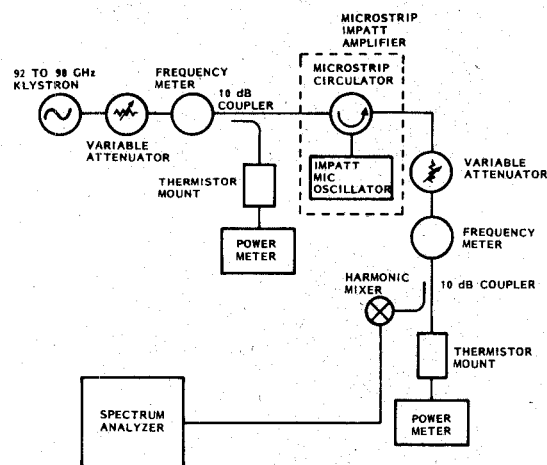 MICROSTRIP
IMPATT
AMPLIFIER
92 TO 98 GHz
KLYSTRON
FREQUENCY
METER
10 dB
COUPLER
MICROSTRIP
CIRCULATOR
VARIABLE
ATTENUATOR
THERMISTOR
MOUNT
IMPATT
MIC
OSCILLATOR
VARIABLE
ATTENUATOR
POWER
METER
FREQUENCY
METER
HARMONIC
MIXER
10 dB COUPLER
THERMISTOR
MOUNT
SPECTRUM
ANALYZER
POWER
METER